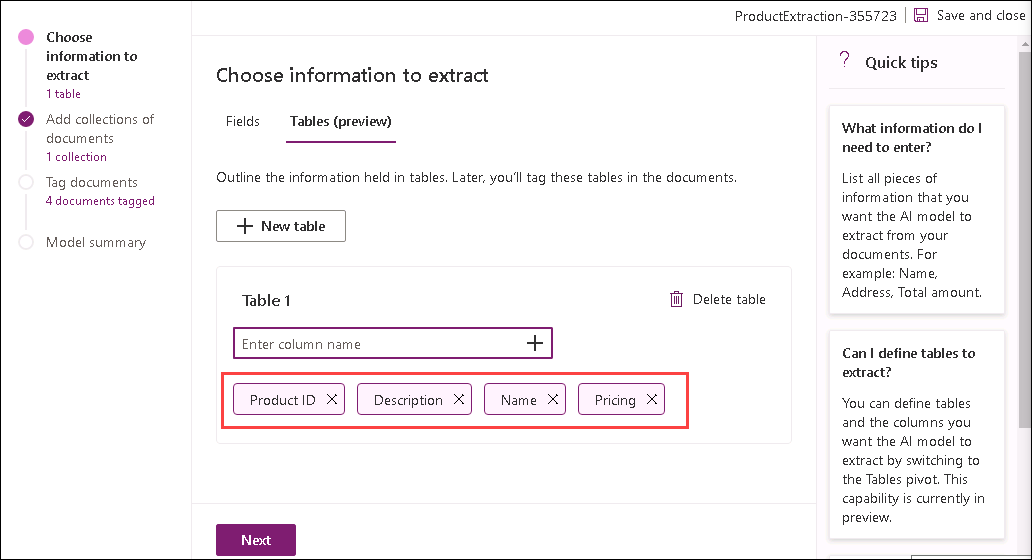 ProductExtraction-355723
Save and close
Choose
information to
extract
1 table
Add collections of
documents
1 collection
Tag documents
4 documents tagged
Model summary
Choose information to extract
Fields
Tables (preview)
Outline the information held in tables. Later, you'll tag these tables in the documents.
New table
Table 1
Delete table
Enter column name
Product ID
Description
Name
Pricing
Next
? Quick tips
What information do I
need to enter?
List all pieces of
information that you
want the AI model to
extract from your
documents. For
example: Name,
Address, Total amount.
Can I define tables to
extract?
You can define tables
and the columns you
want the AI model to
extract by switching to
the Tables pivot. This
capability is currently in
preview.